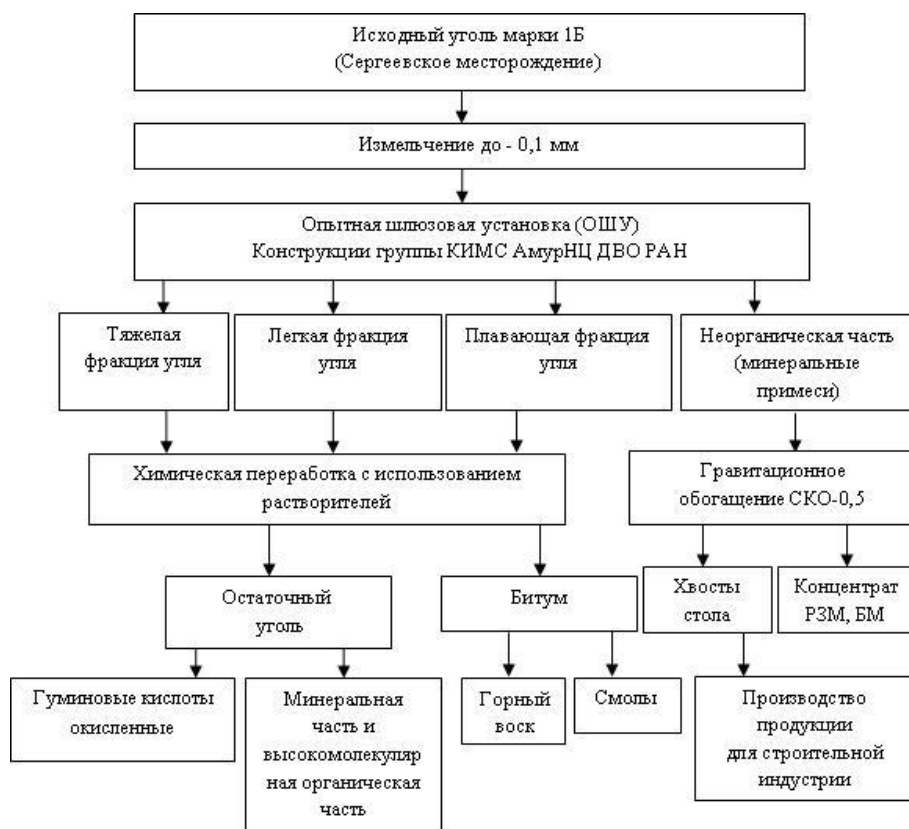 Исходный уголь марки 1Б
(Сергеевское месторождение)
Измельчение до - 0,1 мм
Опытная шлюзовая установка (ОШУ)
Конструкции группы КИМС АмурНЦ ДВО РАН
Тяжелая
фракция угля
Легкая фракция
угля
Плавающая фракция
угля
Неорганическая часть
(минеральные
примеси)
Химическая переработка с использованием
растворителей
Гравитационное
обогащение СКО-0,5
Остаточный
уголь
Битум
Хвосты
стола
Концентрат
РЗМ, БМ
Гуминовые кислоты
окисленные
Минеральная
часть и
высокомолекуляр
ная органическая
часть
Горный
воск
Смолы
Производство
продукции
для строительной
индустрии